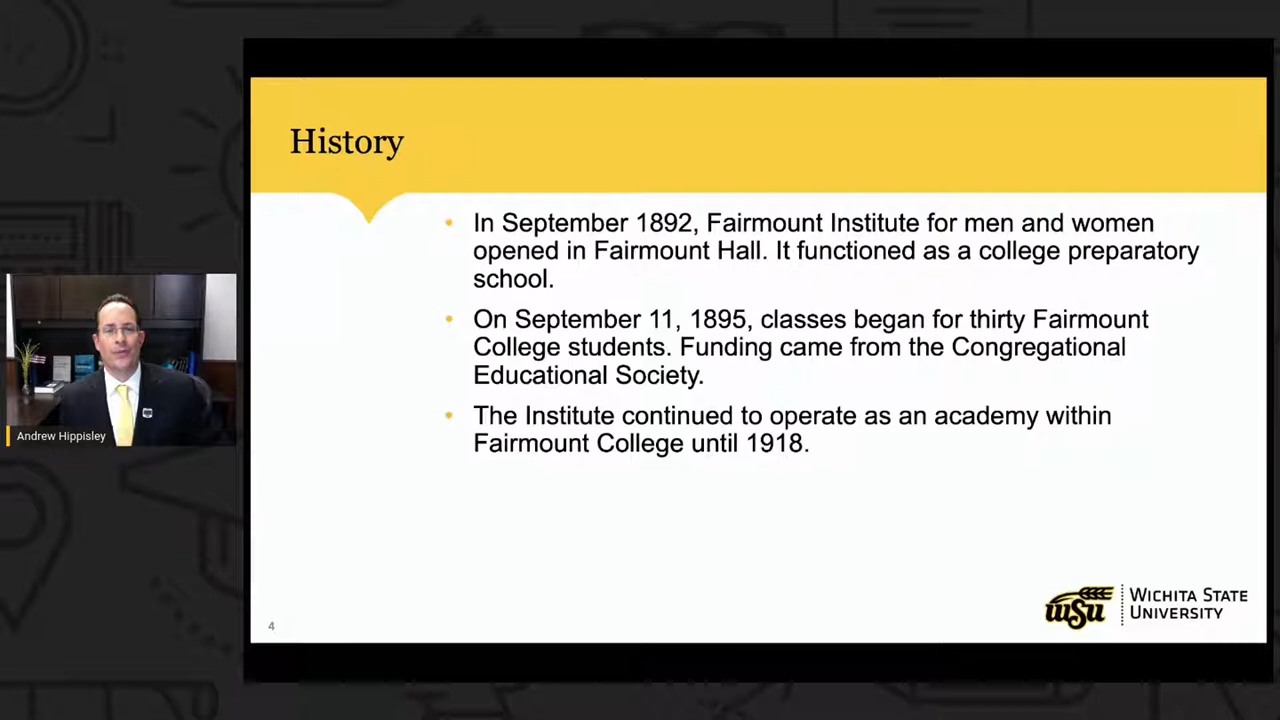 History
• In September 1892, Fairmount Institute for men and women
opened in Fairmount Hall. It functioned as a college preparatory
school.
• On September 11, 1895, classes began for thirty Fairmount
College students. Funding came from the Congregational
Educational Society.
• The Institute continued to operate as an academy within
Fairmount College until 1918.
Andrew Hippisley
4
WSU
WICHITA STATE
UNIVERSITY